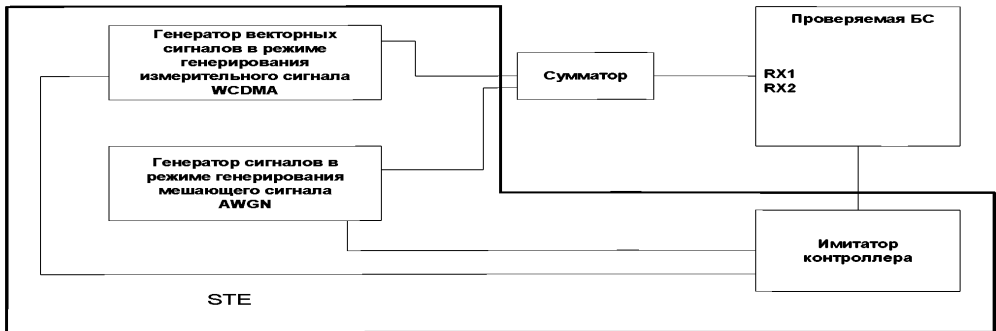 Генератор векторных
сигналов в режиме
генерирования
измерительного сигнала
WCDMA
Сумматор
Проверяемая БС
RX1
RX2
Генератор сигналов в
режиме генерирования
мешающего сигнала
AWGN
Имитатор
контроллера
STE